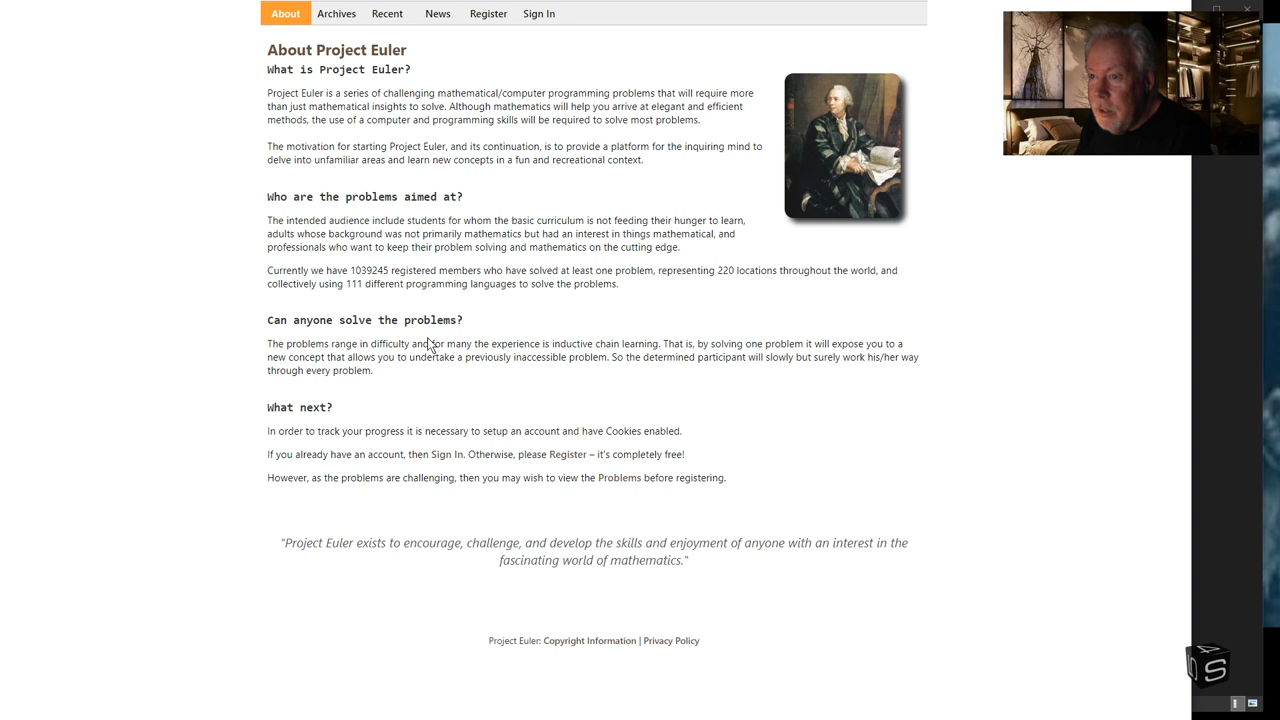 About Archives Recent News Register Sign In
About Project Euler
What is Project Euler?
Project Euler is a series of challenging mathematical/computer programming problems that will require more
than just mathematical insights to solve. Although mathematics will help you arrive at elegant and efficient
methods, the use of a computer and programming skills will be required to solve most problems.
The motivation for starting Project Euler, and its continuation, is to provide a platform for the inquiring mind to
delve into unfamiliar areas and learn new concepts in a fun and recreational context.
Who are the problems aimed at?
The intended audience include students for whom the basic curriculum is not feeding their hunger to learn,
adults whose background was not primarily mathematics but had an interest in things mathematical, and
professionals who want to keep their problem solving and mathematics on the cutting edge.
Currently we have 1039245 registered members who have solved at least one problem, representing 220 locations throughout the world, and
collectively using 111 different programming languages to solve the problems.
Can anyone solve the problems?
The problems range in difficulty and for many the experience is inductive chain learning. That is, by solving one problem it will expose you to a
new concept that allows you to undertake a previously inaccessible problem. So the determined participant will slowly but surely work his/her way
through every problem.
What next?
In order to track your progress it is necessary to setup an account and have Cookies enabled.
If you already have an account, then Sign In. Otherwise, please Register – it's completely free!
However, as the problems are challenging, then you may wish to view the Problems before registering.
"Project Euler exists to encourage, challenge, and develop the skills and enjoyment of anyone with an interest in the
fascinating world of mathematics."
Project Euler: Copyright Information | Privacy Policy